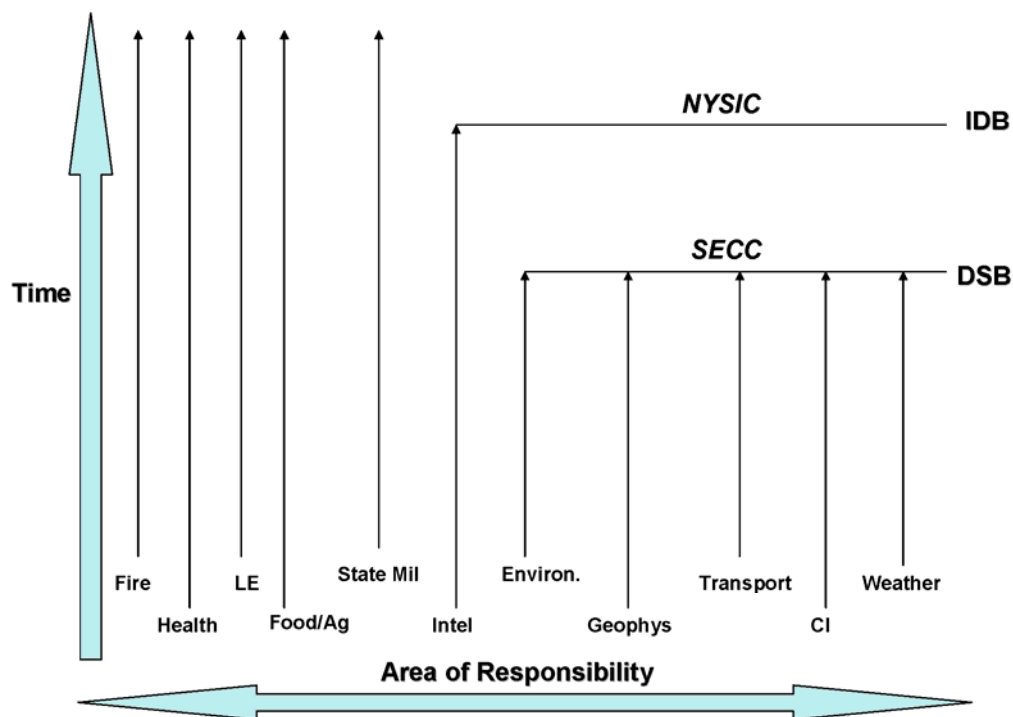 NYSIC
IDB
SECC
DSB
Time
Fire
LE
State Mil
Environ.
Transport
Weather
Health
Food/Ag
Intel
Geophys
CI
Area of Responsibility